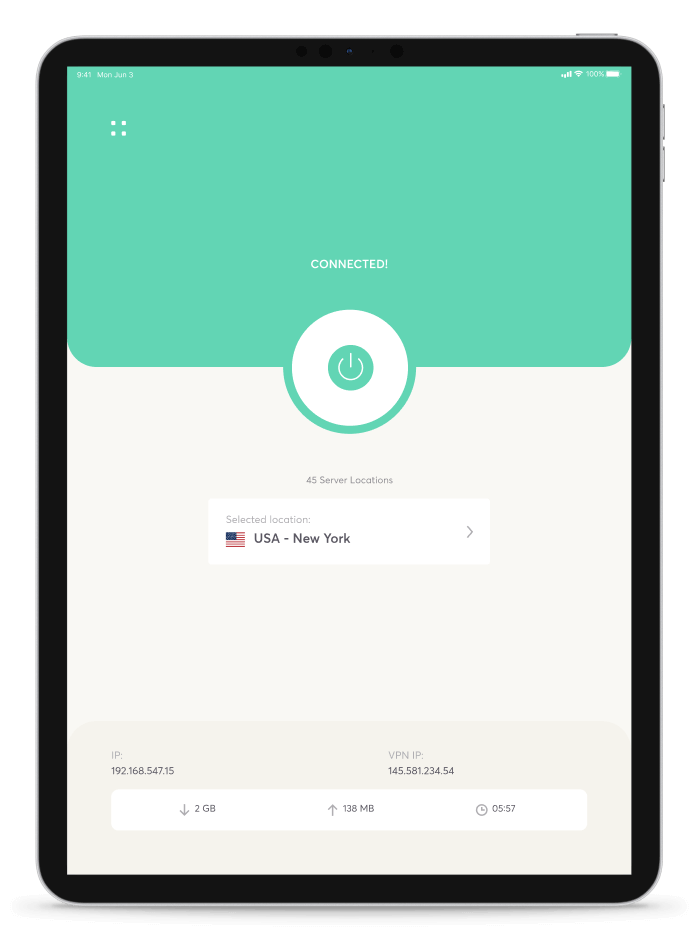 9:41 Mon Jun 3
100%
CONNECTED!
45 Server Locations
Selected location:
USA - New York
IP:
192.168.547.15
VPN IP:
145.581.234.54
2 GB
138 MB
05:57